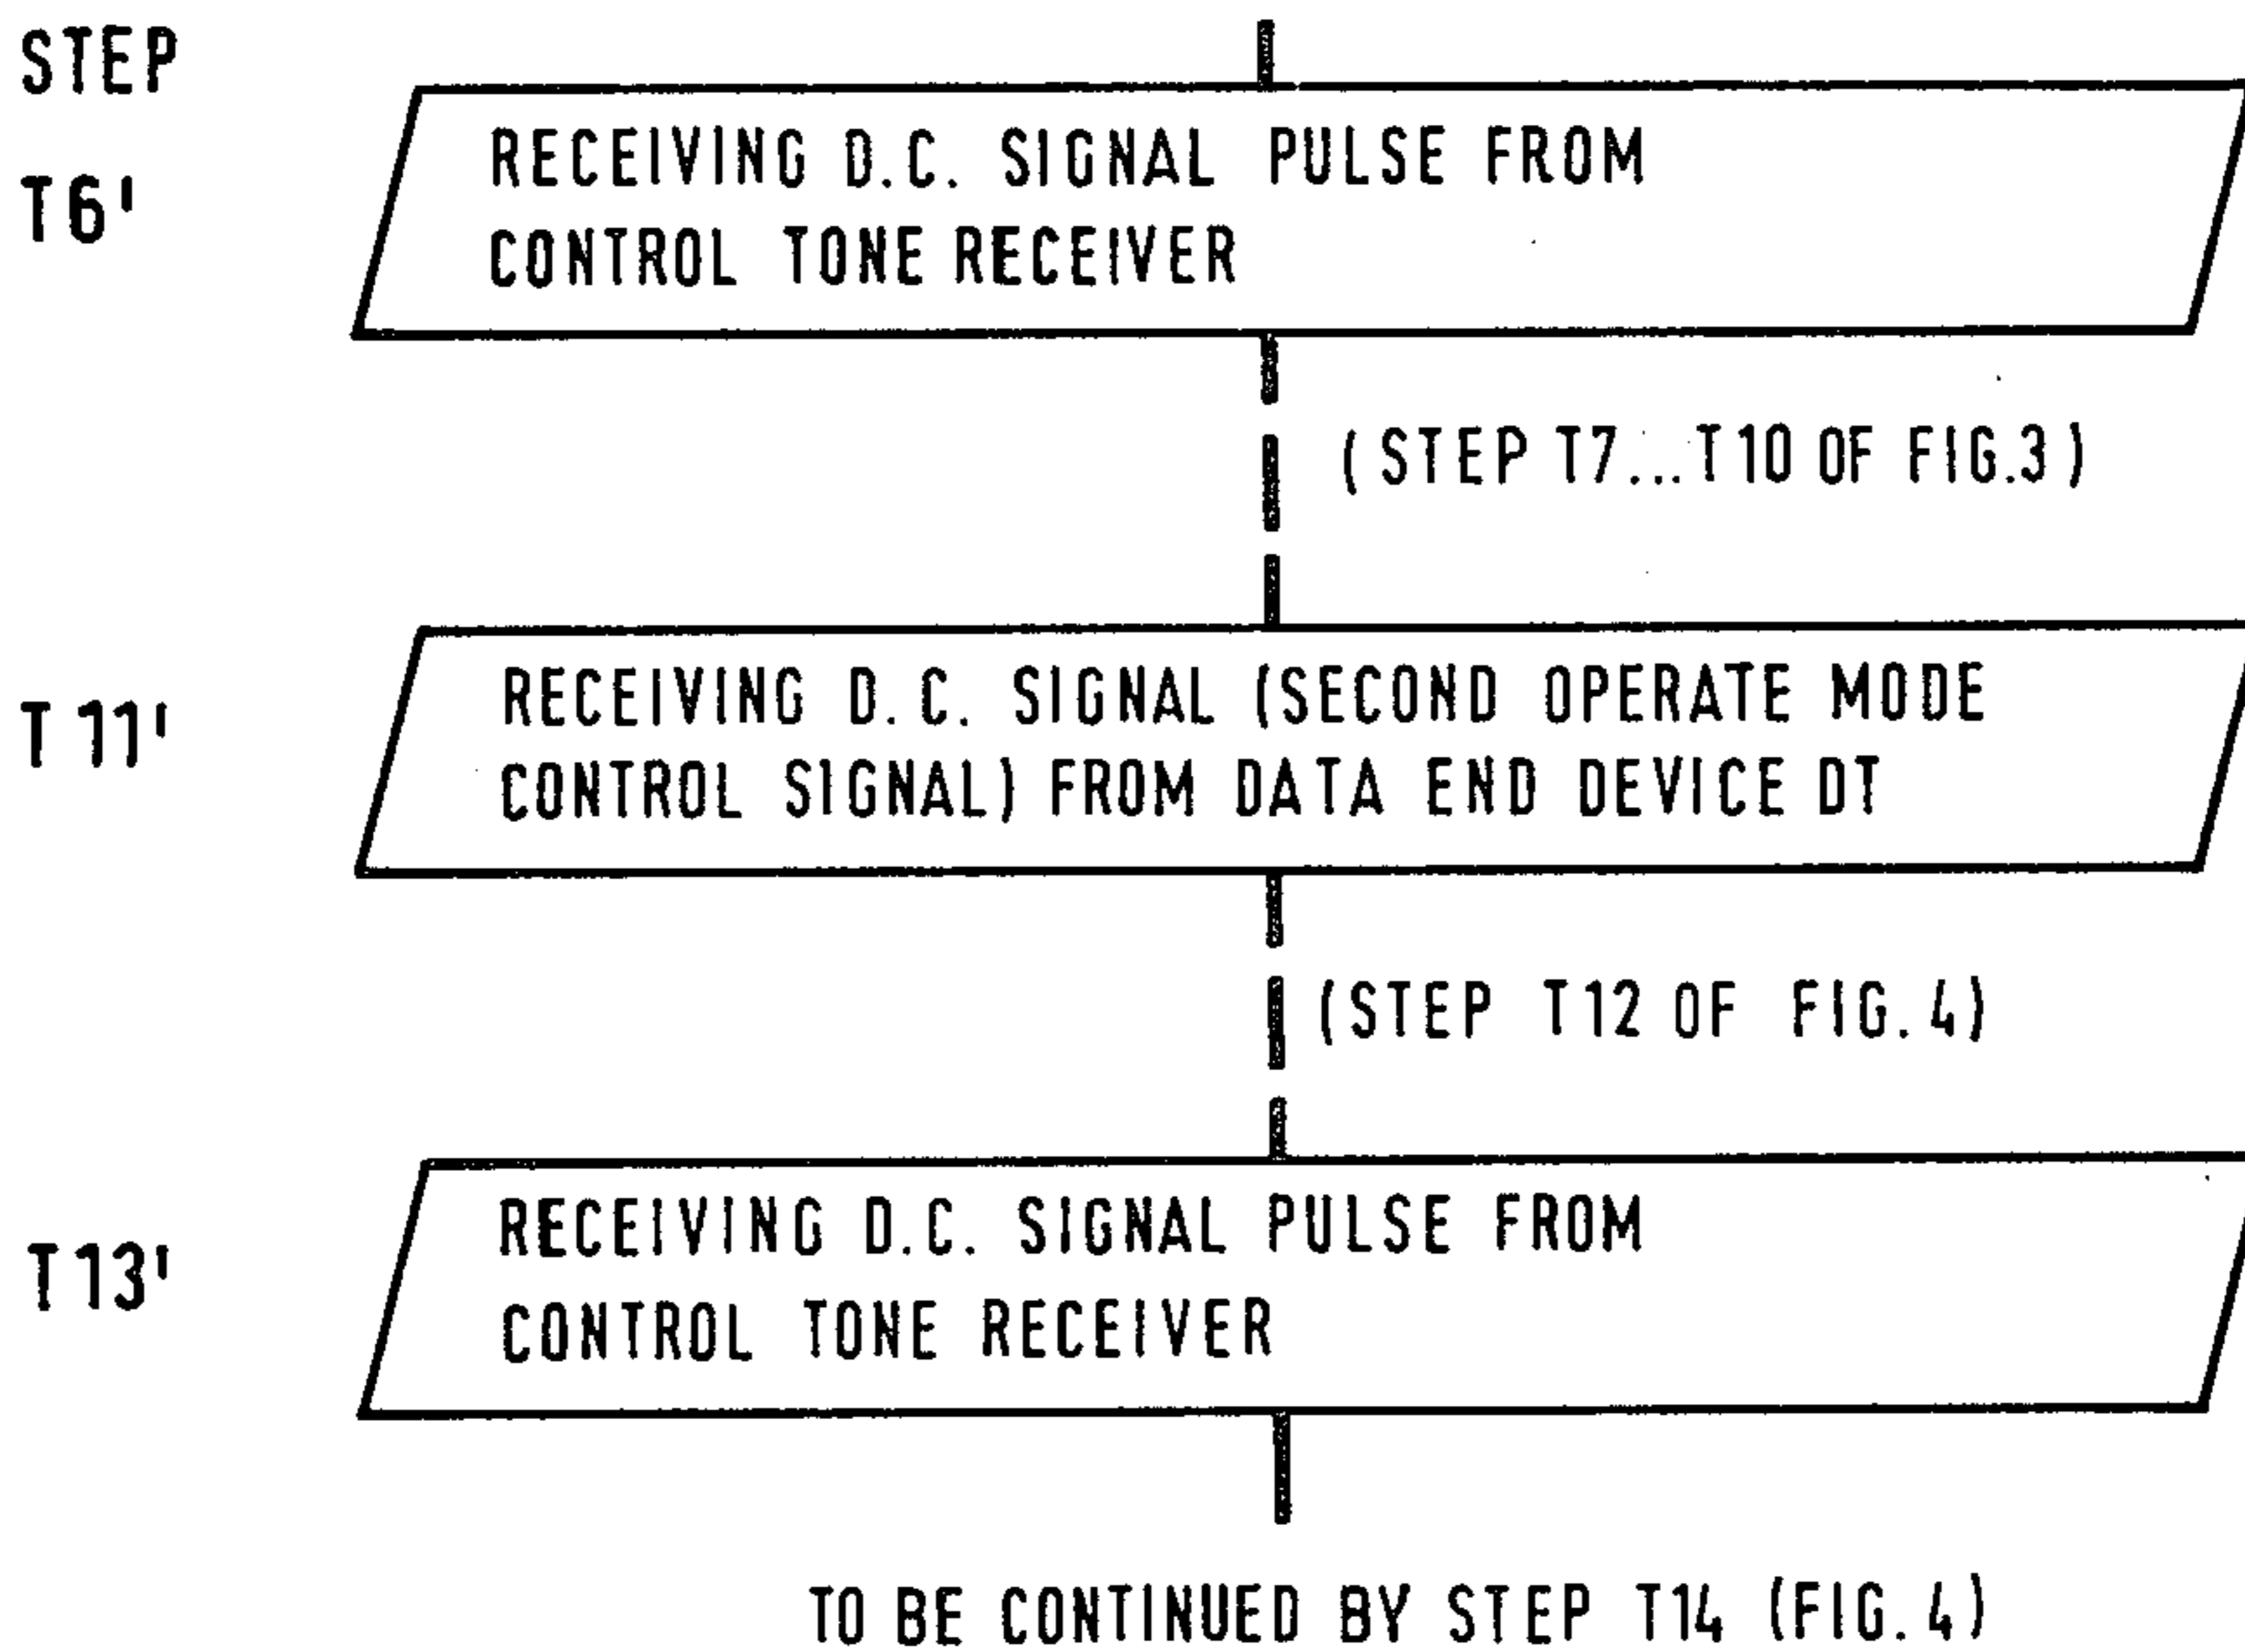 STEP
T6' RECEIVING D.C. SIGNAL PULSE FROM
CONTROL TONE RECEIVER
(STEP T7...T10 OF FIG.3)
T11' RECEIVING D.C. SIGNAL (SECOND OPERATE MODE
CONTROL SIGNAL) FROM DATA END DEVICE DT
(STEP T12 OF FIG. 4)
T13' RECEIVING D.C. SIGNAL PULSE FROM
CONTROL TONE RECEIVER
TO BE CONTINUED BY STEP T14 (FIG. 4)